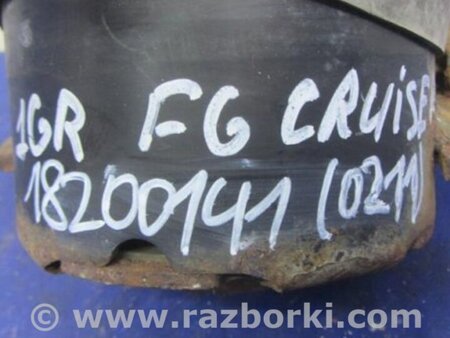 1GR FG CRUISER
18200141 (0211)
© www.razborki.com